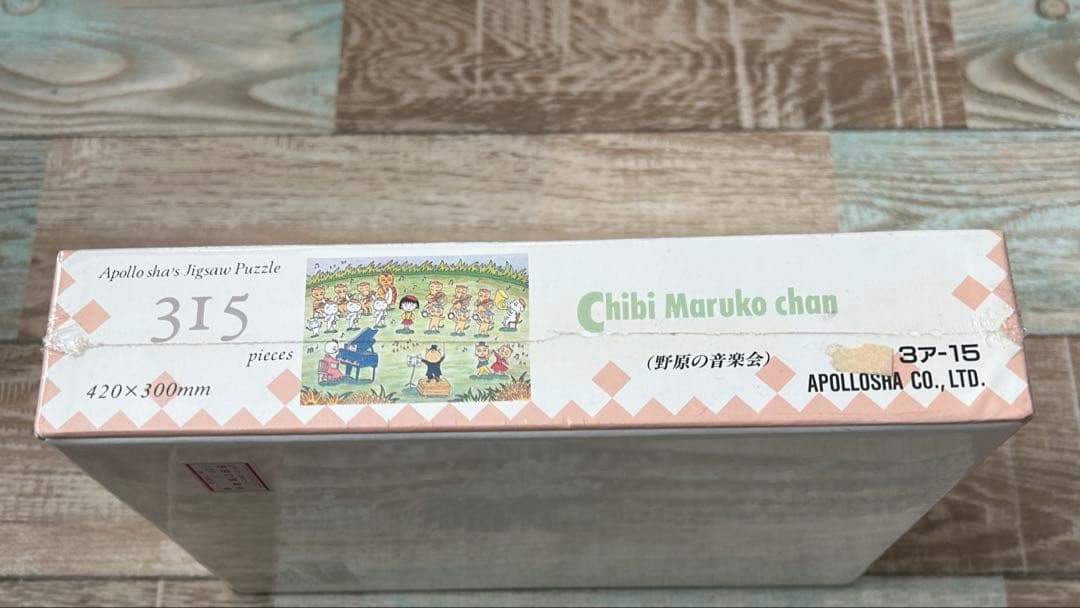 Apollo sha's Jigsaw Puzzle
315
pieces
420×300mm
Chibi Maruko chan
(野原の音楽会)
3ア-15
APOLLOSHA CO., LTD.